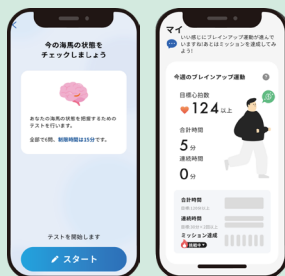 今の海馬の状態を
チェックしましょう
あなたの海馬の状態を把握するための
テストを行います。
全部で6問、制限時間は15分です。
テストを開始します
スタート
マイ
いい感じにブレインアップ運動が進んで
いますね!あとはミッションを達成してみ
よう!
今週のブレインアップ運動
?
目標心拍数
124以上
合計時間
5分
連続時間
0分
合計時間
連続時間
ミッション達成
挑戦中